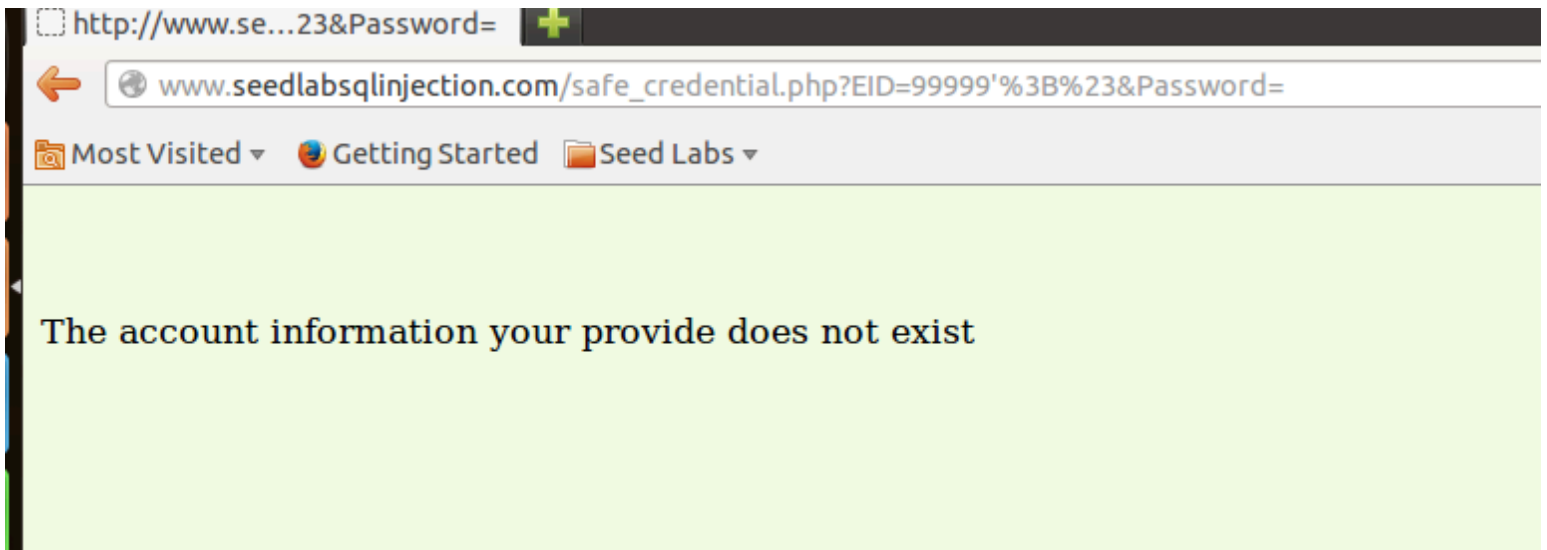 http://www.se...23&Password=
www.seedlabsqlinjection.com/safe_credential.php?EID=99999'%3B%23&Password=
Most Visited Getting Started Seed Labs
The account information your provide does not exist